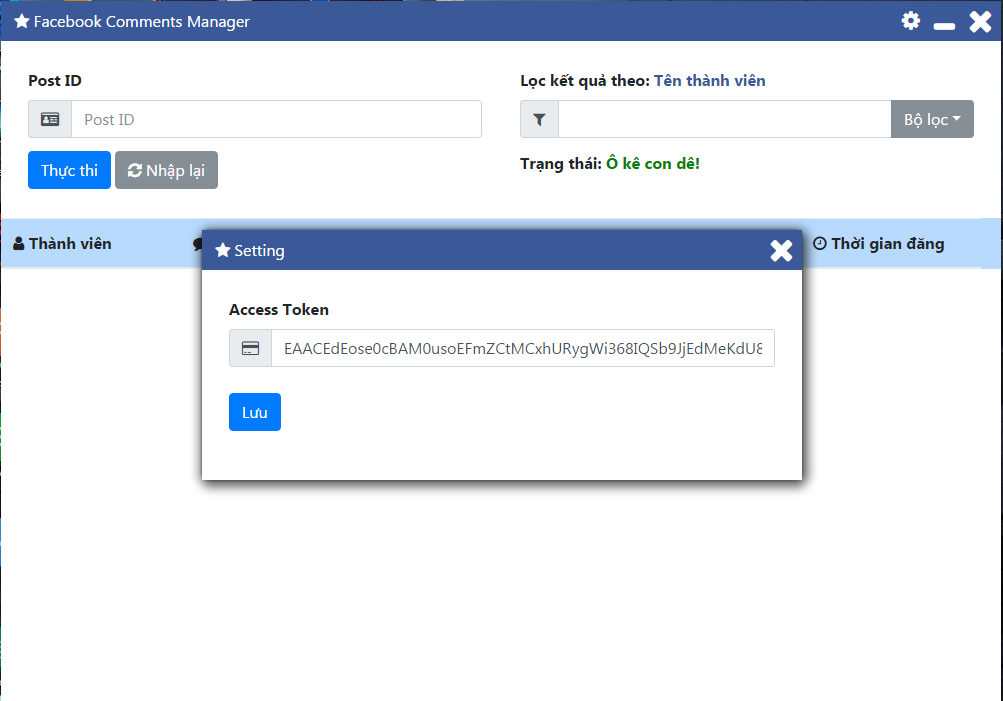 Facebook Comments Manager
Post ID
Lọc kết quả theo: Tên thành viên
Post ID
Bộ lọc
Thực thi
Nhập lại
Trạng thái: Ô kê con dê!
Thành viên
Thời gian đăng
Setting
Access Token
EAACEdEose0cBAM0usoEFmZCtMCxhURygWi368IQSb9JjEdMeKdU8
Lưu